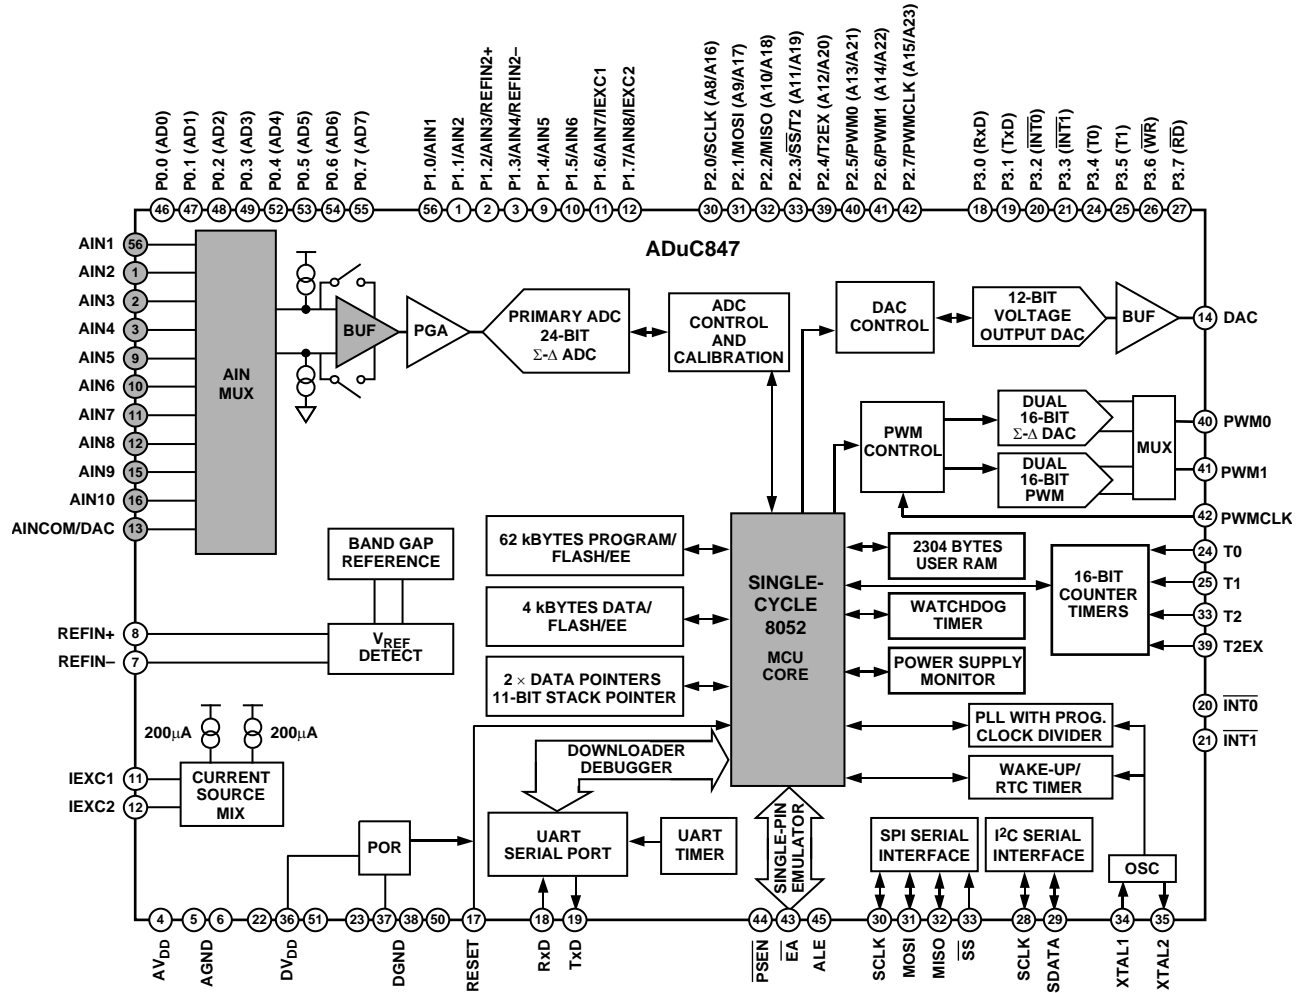 P0.0 (AD0)
P0.1 (AD1)
P0.2 (AD2)
P0.3 (AD3)
P0.4 (AD4)
P0.5 (AD5)
P0.6 (AD6)
P0.7 (AD7)
P1.0/AIN1
P1.1/AIN2
P1.2/AIN3/REFIN2+
P1.3/AIN4/REFIN2–
P1.4/AIN5
P1.5/AIN6
P1.6/AIN7/IEXC1
P1.7/AIN8/IEXC2
P2.0/SCLK (A8/A16)
P2.1/MOSI (A9/A17)
P2.2/MISO (A10/A18)
P2.3/SS/T2 (A11/A19)
P2.4/T2EX (A12/A20)
P2.5/PWM0 (A13/A21)
P2.6/PWM1 (A14/A22)
P2.7/PWMCLK (A15/A23)
P3.0 (RxD)
P3.1 (TxD)
P3.2 (INT0)
P3.3 (INT1)
P3.4 (T0)
P3.5 (T1)
P3.6 (WR)
P3.7 (RD)
46 47 48 49 52 53 54 55 56 1 2 3 9 10 11 12 30 31 32 33 39 40 41 42 18 19 20 21 24 25 26 27
ADuC847
AIN1 56
AIN2 1
AIN3 2
AIN4 3
AIN5 9
AIN6 10
AIN7 11
AIN8 12
AIN9 15
AIN10 16
AINCOM/DAC 13
AIN
MUX
BUF
PGA
PRIMARY ADC
24-BIT
Σ-Δ ADC
ADC
CONTROL
AND
CALIBRATION
DAC
CONTROL
12-BIT
VOLTAGE
OUTPUT DAC
BUF
14 DAC
PWM
CONTROL
DUAL
16-BIT
Σ-Δ DAC
DUAL
16-BIT
PWM
MUX
40 PWM0
41 PWM1
42 PWMCLK
BAND GAP
REFERENCE
VREF
DETECT
REFIN+ 8
REFIN– 7
62 kBYTES PROGRAM/
FLASH/EE
4 kBYTES DATA/
FLASH/EE
2 × DATA POINTERS
11-BIT STACK POINTER
SINGLE-
CYCLE
8052
MCU
CORE
2304 BYTES
USER RAM
WATCHDOG
TIMER
POWER SUPPLY
MONITOR
16-BIT
COUNTER
TIMERS
24 T0
25 T1
33 T2
39 T2EX
20 INT0
21 INT1
PLL WITH PROG.
CLOCK DIVIDER
WAKE-UP/
RTC TIMER
200μA
200μA
CURRENT
SOURCE
MIX
IEXC1 11
IEXC2 12
DOWNLOADER
DEBUGGER
POR
UART
SERIAL PORT
UART
TIMER
SINGLE-PIN
EMULATOR
SPI SERIAL
INTERFACE
I2C SERIAL
INTERFACE
OSC
4 5 6 22 36 51 23 37 38 50 17 18 19 44 43 45 30 31 32 33 28 29 34 35
AVDD
AGND
DVDD
DGND
RESET
RxD
TxD
PSEN
EA
ALE
SCLK
MOSI
MISO
SS
SCLK
SDATA
XTAL1
XTAL2